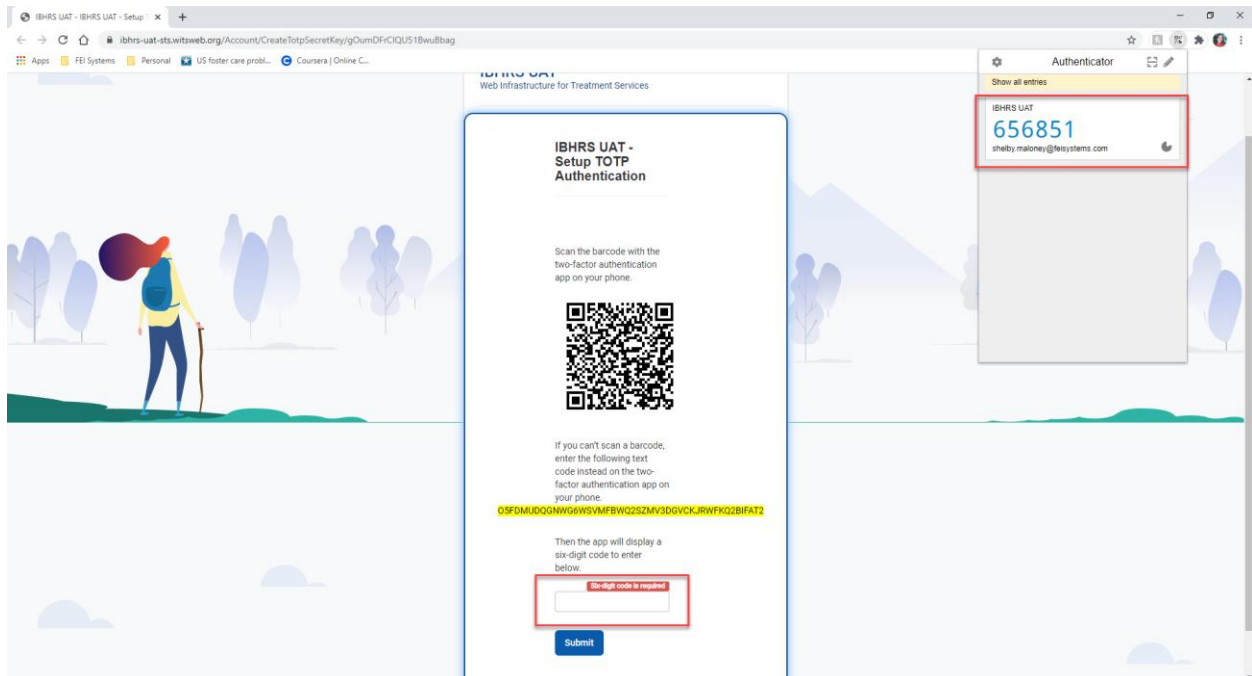 IBHRS UAT - IBHRS UAT - Setup
ibhrs-uat-sts.witsweb.org/Account/CreateTotpSecretKey/gOumDFrCIQU51BwuBbag
Apps FEI Systems Personal US foster care probl... Coursera | Online C...
IBHRS UAT
Web Infrastructure for Treatment Services
IBHRS UAT -
Setup TOTP
Authentication
Scan the barcode with the
two-factor authentication
app on your phone.
If you can't scan a barcode,
enter the following text
code instead on the two-
factor authentication app on
your phone.
O5FDMUDQGNWG6WSVMFBWQ2SZMV3DGVCKJRWFKQ2BIFAT2
Then the app will display a
six-digit code to enter
below.
Six-digit code is required
Submit
Authenticator
Show all entries
IBHRS UAT
656851
shelby.maloney@feisystems.com